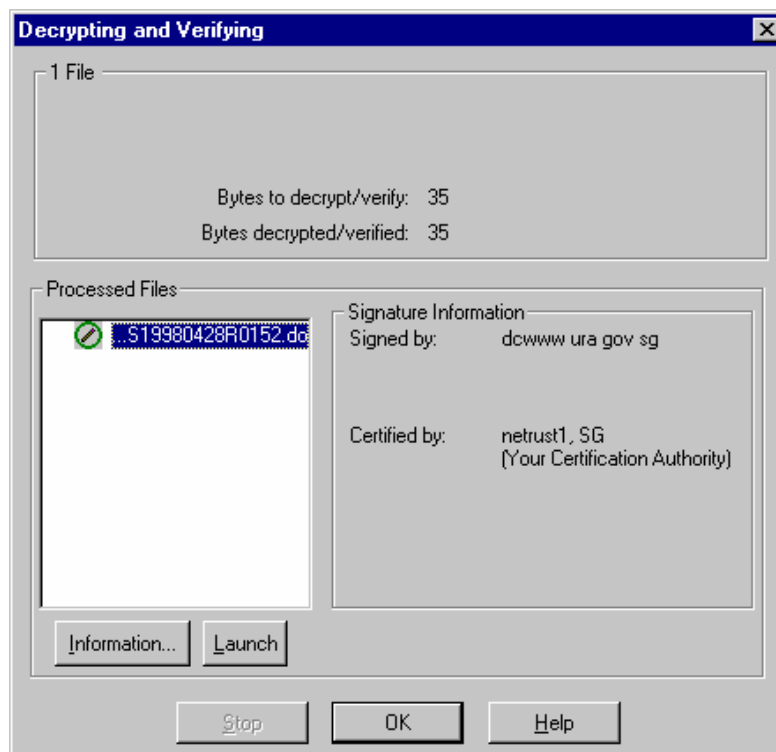 Decrypting and Verifying
1 File
Bytes to decrypt/verify: 35
Bytes decrypted/verified: 35
Processed Files
..S19980428R0152.do
Signature Information
Signed by: dcwww ura gov sg
Certified by: netrust1, SG
(Your Certification Authority)
Information... Launch
Stop OK Help